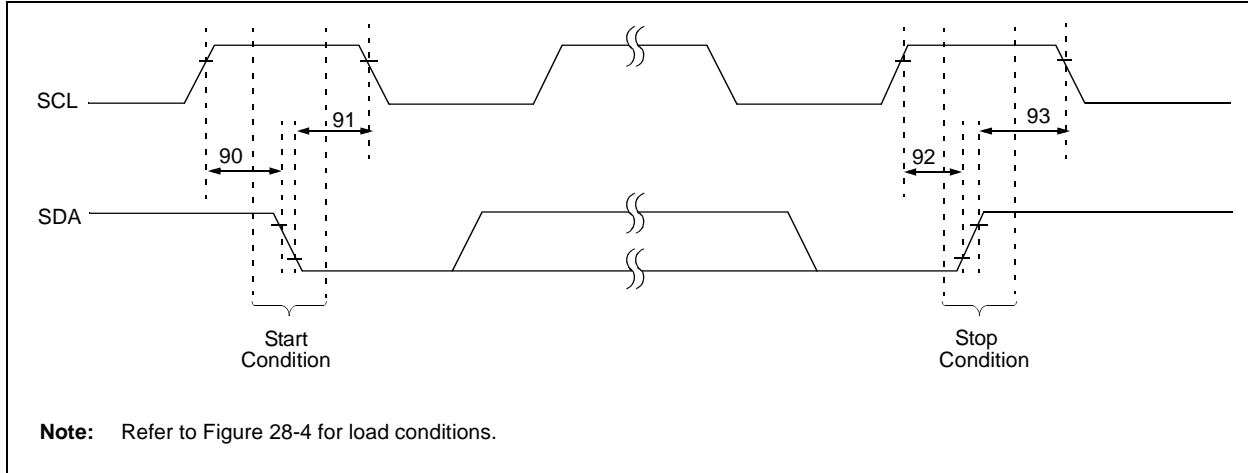 SCL
91
93
90
92
SDA
Start
Condition
Stop
Condition
Note: Refer to Figure 28-4 for load conditions.